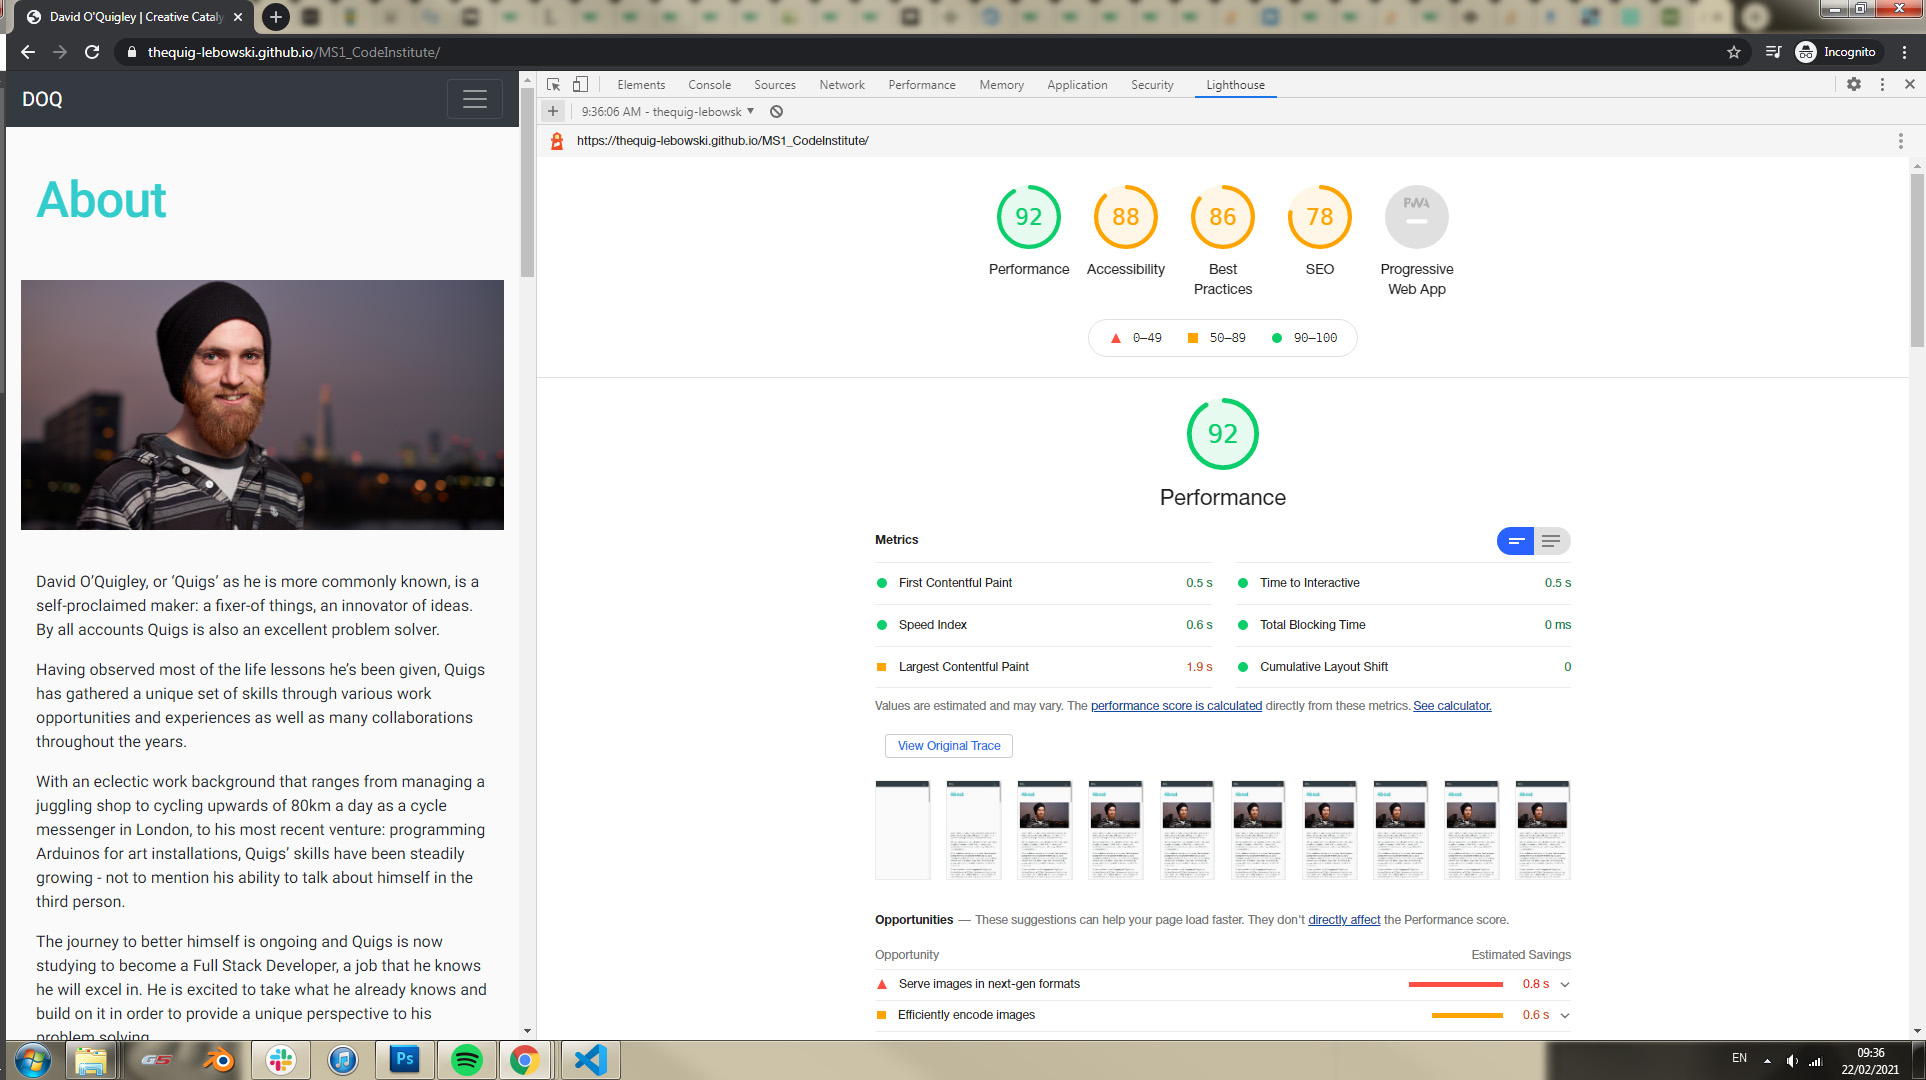 David O'Quigley | Creative Cataly
thequig-lebowski.github.io/MS1_CodeInstitute/
Incognito
DOQ
About
David O’Quigley, or ‘Quigs’ as he is more commonly known, is a
self-proclaimed maker: a fixer-of things, an innovator of ideas.
By all accounts Quigs is also an excellent problem solver.
Having observed most of the life lessons he’s been given, Quigs
has gathered a unique set of skills through various work
opportunities and experiences as well as many collaborations
throughout the years.
With an eclectic work background that ranges from managing a
juggling shop to cycling upwards of 80km a day as a cycle
messenger in London, to his most recent venture: programming
Arduinos for art installations, Quigs’ skills have been steadily
growing - not to mention his ability to talk about himself in the
third person.
The journey to better himself is ongoing and Quigs is now
studying to become a Full Stack Developer, a job that he knows
he will excel in. He is excited to take what he already knows and
build on it in order to provide a unique perspective to his
problem solving
Elements Console Sources Network Performance Memory Application Security Lighthouse
9:36:06 AM - thequig-lebowsk
https://thequig-lebowski.github.io/MS1_CodeInstitute/
92 88 86 78 PWA
Performance Accessibility Best Practices SEO Progressive Web App
0–49 50–89 90–100
92
Performance
Metrics
First Contentful Paint 0.5 s
Time to Interactive 0.5 s
Speed Index 0.6 s
Total Blocking Time 0 ms
Largest Contentful Paint 1.9 s
Cumulative Layout Shift 0
Values are estimated and may vary. The performance score is calculated directly from these metrics. See calculator.
View Original Trace
Opportunities — These suggestions can help your page load faster. They don't directly affect the Performance score.
Opportunity Estimated Savings
Serve images in next-gen formats 0.8 s
Efficiently encode images 0.6 s
G5
Ps
EN
09:36
22/02/2021